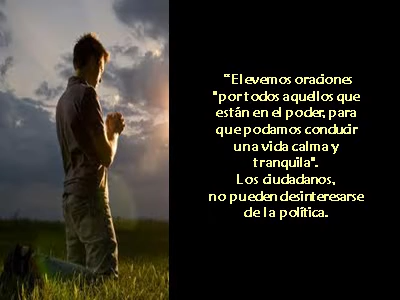 "Elevemos oraciones
"por todos aquellos que
están en el poder, para
que podamos conducir
una vida calma y
tranquila".
Los ciudadanos,
no pueden desinteresarse
de la política.